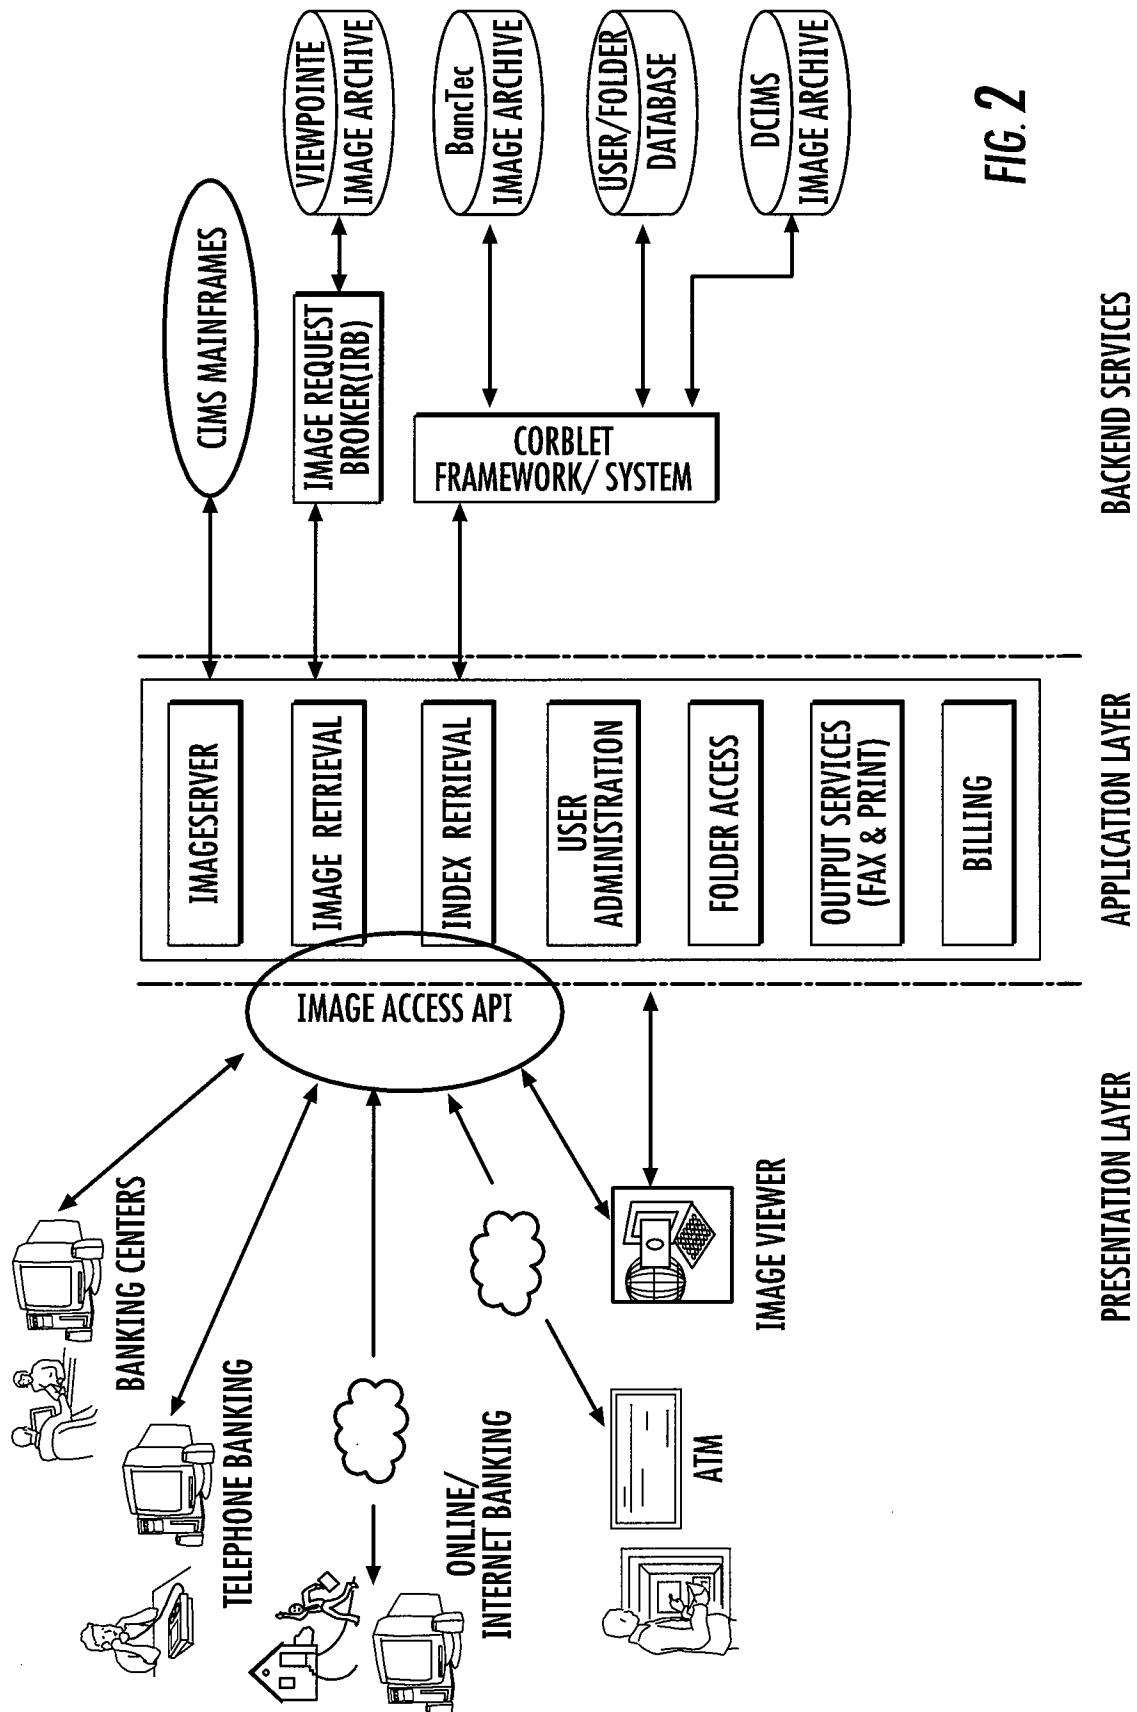 BANKING CENTERS
TELEPHONE BANKING
ONLINE/
INTERNET BANKING
ATM
IMAGE VIEWER
IMAGE ACCESS API
IMAGESERVER
IMAGE RETRIEVAL
INDEX RETRIEVAL
USER
ADMINISTRATION
FOLDER ACCESS
OUTPUT SERVICES
(FAX & PRINT)
BILLING
CIMS MAINFRAMES
IMAGE REQUEST
BROKER(IRB)
CORBLET
FRAMEWORK/ SYSTEM
VIEWPOINTE
IMAGE ARCHIVE
BancTec
IMAGE ARCHIVE
USER/FOLDER
DATABASE
DCIMS
IMAGE ARCHIVE
PRESENTATION LAYER
APPLICATION LAYER
BACKEND SERVICES
FIG. 2